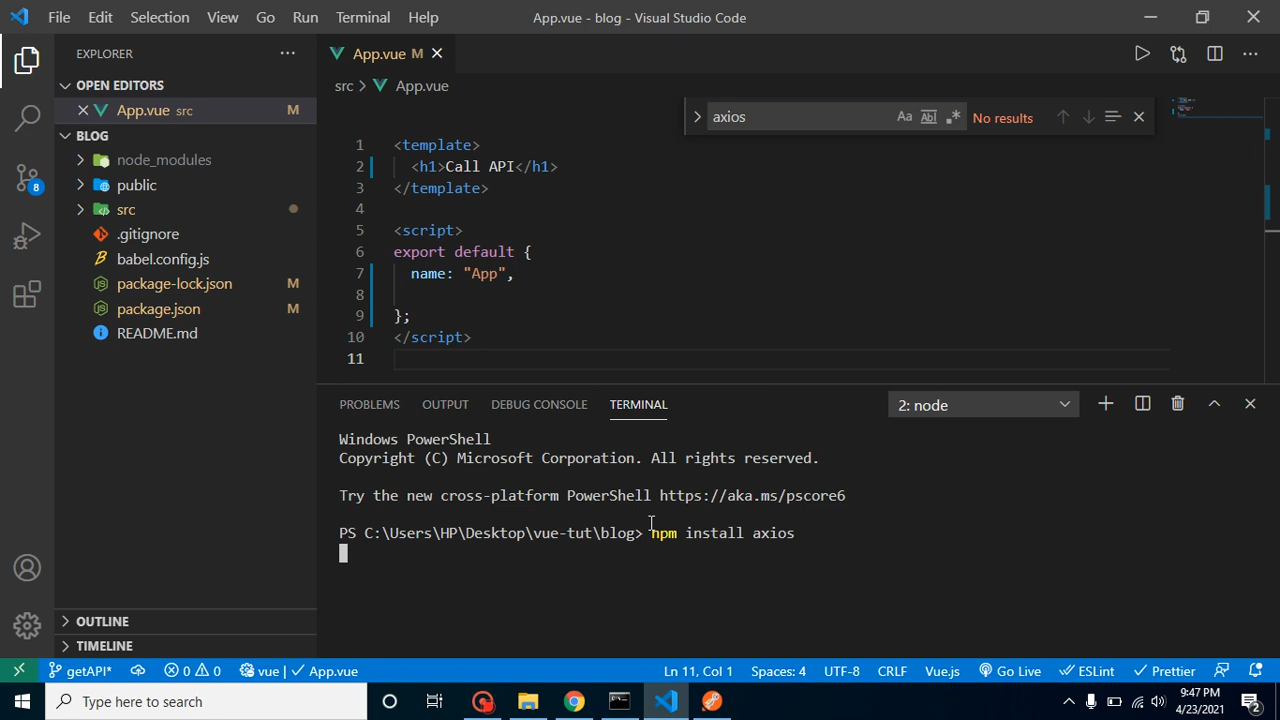 File Edit Selection View Go Run Terminal Help App.vue - blog - Visual Studio Code
EXPLORER
OPEN EDITORS
App.vue src M
BLOG
node_modules
public
src
.gitignore
babel.config.js
package-lock.json M
package.json M
README.md
OUTLINE
TIMELINE
App.vue M
src > App.vue
axios Aa Abl .* No results
1 <template>
2 <h1>Call API</h1>
3 </template>
4
5 <script>
6 export default {
7 name: "App",
8
9 };
10 </script>
11
PROBLEMS OUTPUT DEBUG CONSOLE TERMINAL 2: node
Windows PowerShell
Copyright (C) Microsoft Corporation. All rights reserved.
Try the new cross-platform PowerShell https://aka.ms/pscore6
PS C:\Users\HP\Desktop\vue-tut\blog> npm install axios
8
getAPI* 0 0 vue | App.vue Ln 11, Col 1 Spaces: 4 UTF-8 CRLF Vue.js Go Live ESLint Prettier
Type here to search
9:47 PM
4/23/2021
2